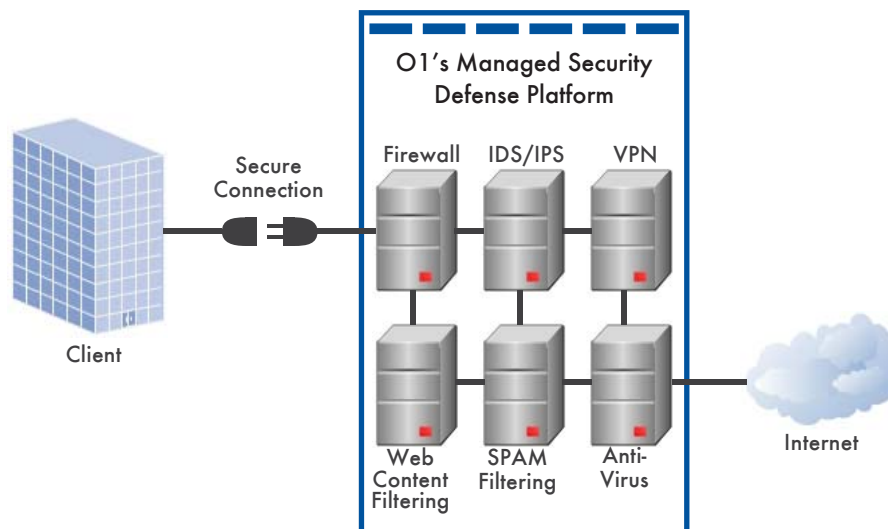 O1's Managed Security
Defense Platform
Firewall
IDS/IPS
VPN
Secure
Connection
Client
Web
Content
Filtering
SPAM
Filtering
Anti-
Virus
Internet